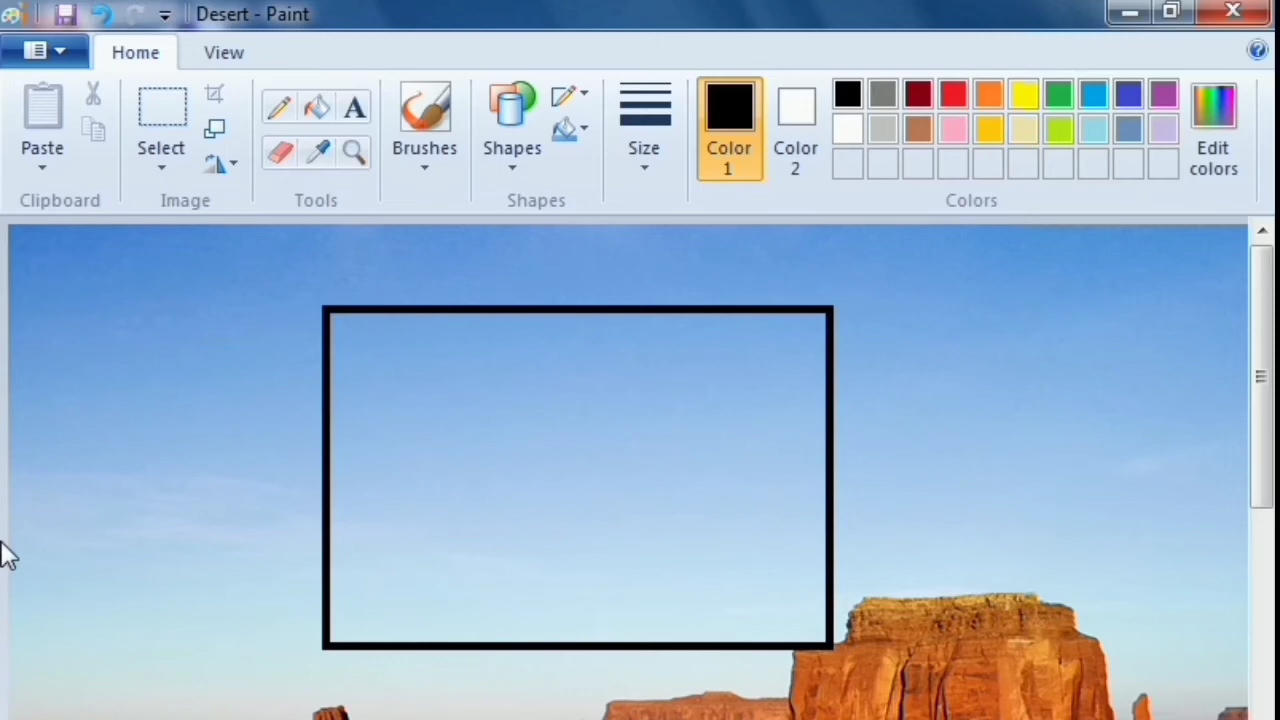 Desert - Paint
Home View
A
Paste Select Brushes Shapes Size Color 1 Color 2 Edit colors
Clipboard Image Tools Shapes Colors